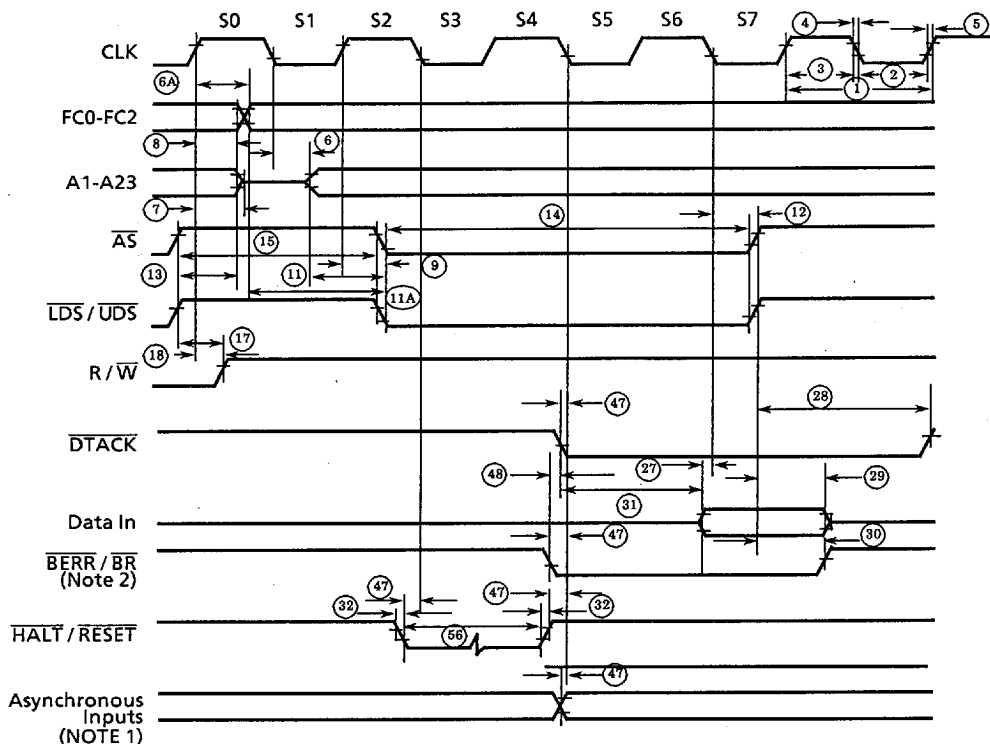 S0 S1 S2 S3 S4 S5 S6 S7
CLK
4 5
3 2
1
6A
FC0-FC2
8 6
A1-A23
7 14 12
AS
15
13 11 9
11A
LDS / UDS
17
18
R / W
28
47
DTACK
48 27 29
31
Data In
47 30
BERR / BR
(Note 2)
47 47
32 32
HALT / RESET
56
47
Asynchronous
Inputs
(NOTE 1)